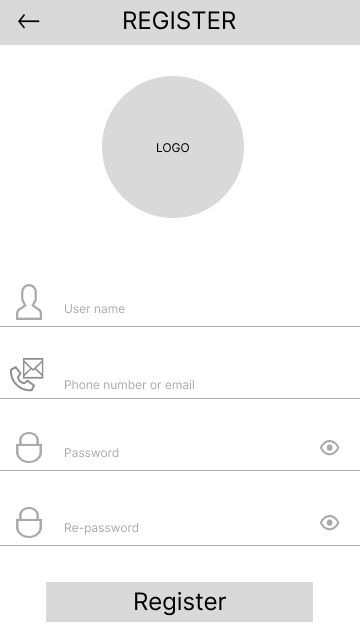 REGISTER
LOGO
User name
Phone number or email
Password
Re-password
Register